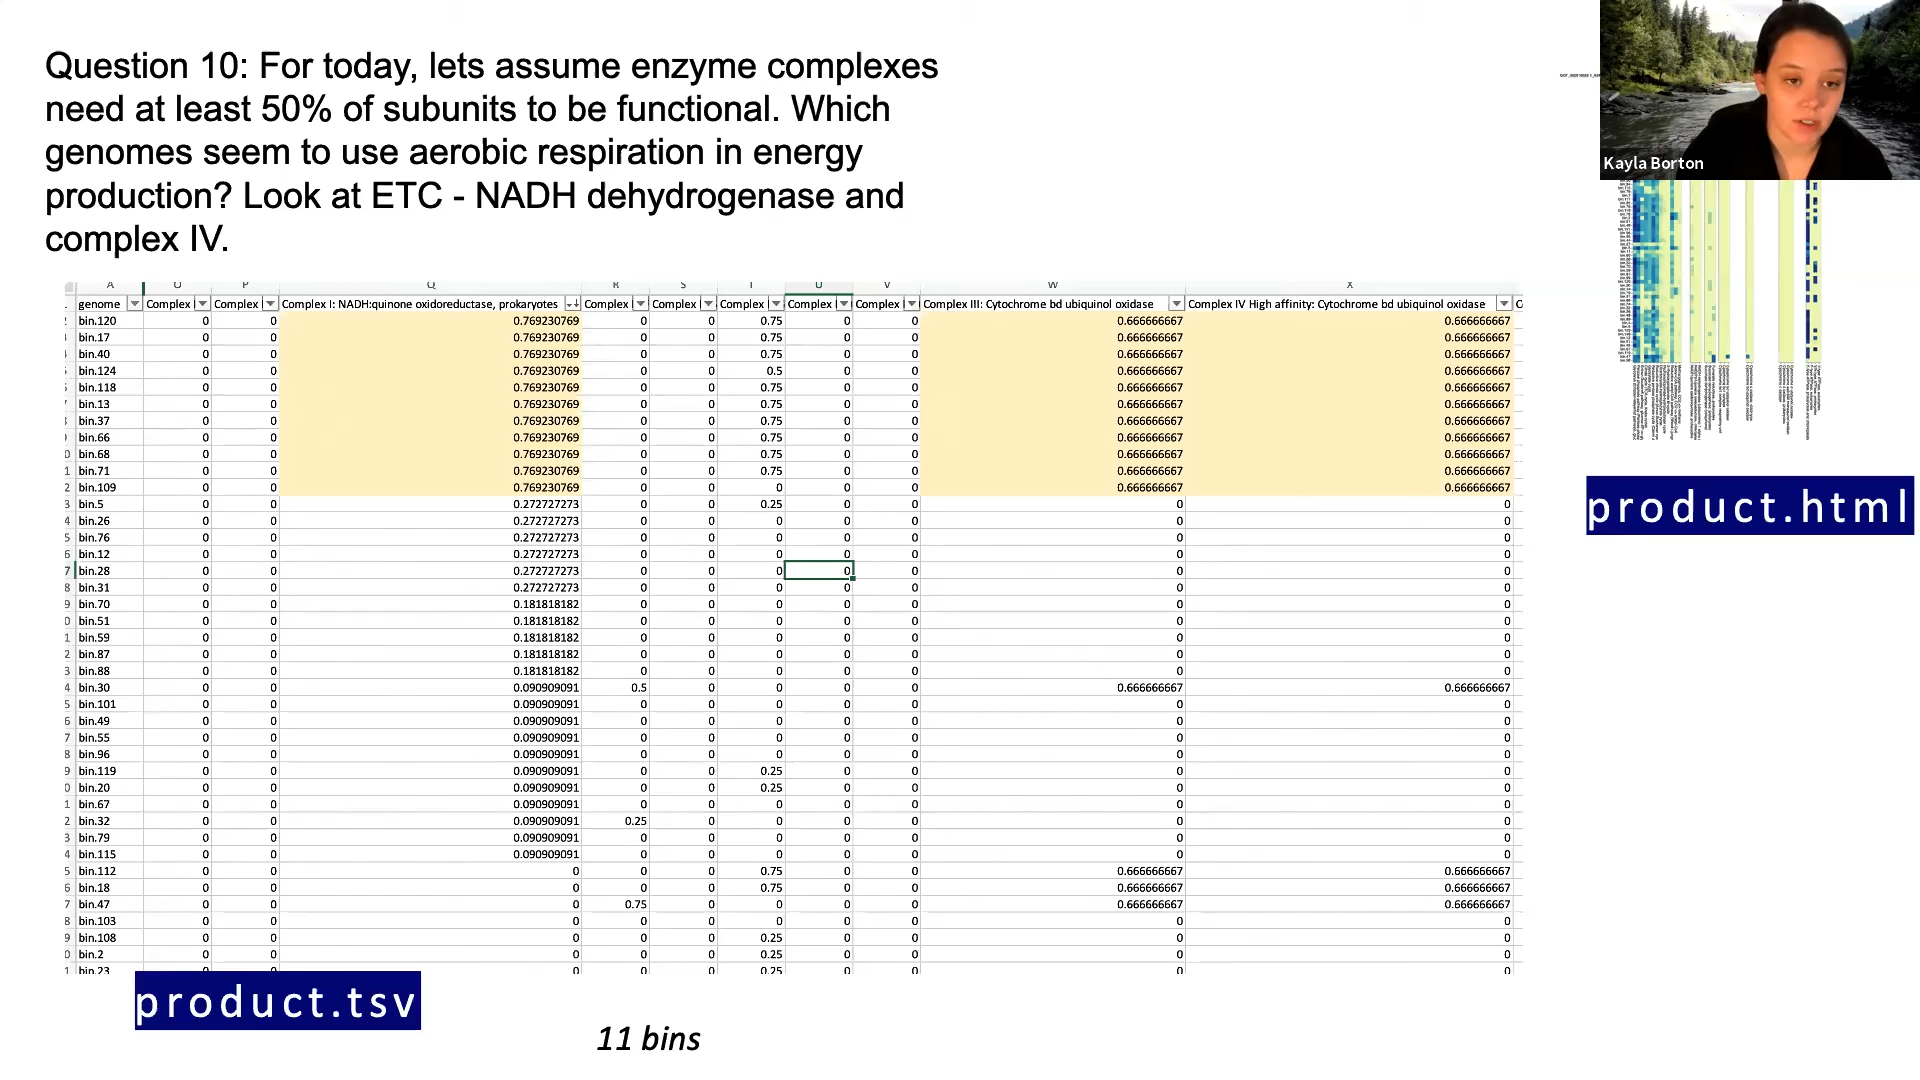 Question 10: For today, lets assume enzyme complexes
need at least 50% of subunits to be functional. Which
genomes seem to use aerobic respiration in energy
production? Look at ETC - NADH dehydrogenase and
complex IV.
Kayla Borton
A P Q R S U V W X
genome Complex Complex Complex I: NADH:quinone oxidoreductase, prokaryotes Complex Complex Complex Complex Complex Complex III: Cytochrome bd ubiquinol oxidase Complex IV High affinity: Cytochrome bd ubiquinol oxidase
bin.120 0 0 0.769230769 0 0 0.75 0 0 0.666666667 0.666666667
bin.17 0 0 0.769230769 0 0 0.75 0 0 0.666666667 0.666666667
bin.40 0 0 0.769230769 0 0 0.75 0 0 0.666666667 0.666666667
bin.124 0 0 0.769230769 0 0 0.5 0 0 0.666666667 0.666666667
bin.118 0 0 0.769230769 0 0 0.75 0 0 0.666666667 0.666666667
bin.13 0 0 0.769230769 0 0 0.75 0 0 0.666666667 0.666666667
bin.37 0 0 0.769230769 0 0 0.75 0 0 0.666666667 0.666666667
bin.66 0 0 0.769230769 0 0 0.75 0 0 0.666666667 0.666666667
bin.68 0 0 0.769230769 0 0 0.75 0 0 0.666666667 0.666666667
bin.71 0 0 0.769230769 0 0 0.75 0 0 0.666666667 0.666666667
bin.109 0 0 0.769230769 0 0 0 0 0 0.666666667 0.666666667
bin.5 0 0 0.272727273 0 0 0.25 0 0 0 0
bin.26 0 0 0.272727273 0 0 0 0 0 0 0
bin.76 0 0 0.272727273 0 0 0 0 0 0 0
bin.12 0 0 0.272727273 0 0 0 0 0 0 0
bin.28 0 0 0.272727273 0 0 0 0 0 0 0
bin.31 0 0 0.272727273 0 0 0 0 0 0 0
bin.70 0 0 0.181818182 0 0 0 0 0 0 0
bin.51 0 0 0.181818182 0 0 0 0 0 0 0
bin.59 0 0 0.181818182 0 0 0 0 0 0 0
bin.87 0 0 0.181818182 0 0 0 0 0 0 0
bin.88 0 0 0.181818182 0 0 0 0 0 0 0
bin.30 0 0 0.090909091 0.5 0 0 0 0 0.666666667 0.666666667
bin.101 0 0 0.090909091 0 0 0 0 0 0 0
bin.49 0 0 0.090909091 0 0 0 0 0 0 0
bin.55 0 0 0.090909091 0 0 0 0 0 0 0
bin.96 0 0 0.090909091 0 0 0 0 0 0 0
bin.119 0 0 0.090909091 0 0 0.25 0 0 0 0
bin.20 0 0 0.090909091 0 0 0.25 0 0 0 0
bin.67 0 0 0.090909091 0 0 0 0 0 0 0
bin.32 0 0 0.090909091 0.25 0 0 0 0 0 0
bin.79 0 0 0.090909091 0 0 0 0 0 0 0
bin.115 0 0 0.090909091 0 0 0 0 0 0 0
bin.112 0 0 0 0 0 0.75 0 0 0.666666667 0.666666667
bin.18 0 0 0 0 0 0.75 0 0 0.666666667 0.666666667
bin.47 0 0 0 0.75 0 0 0 0 0.666666667 0.666666667
bin.103 0 0 0 0 0 0 0 0 0 0
bin.108 0 0 0 0 0 0.25 0 0 0 0
bin.2 0 0 0 0 0 0.25 0 0 0 0
bin.23 0 0 0 0 0 0.25 0 0 0 0
product.html
product.tsv
11 bins